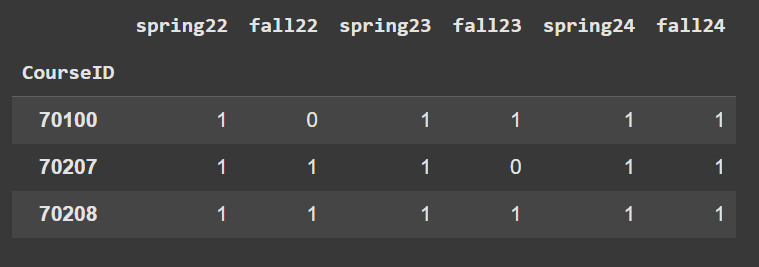 spring22 fall22 spring23 fall23 spring24 fall24
CourseID
70100 1 0 1 1 1 1
70207 1 1 1 0 1 1
70208 1 1 1 1 1 1